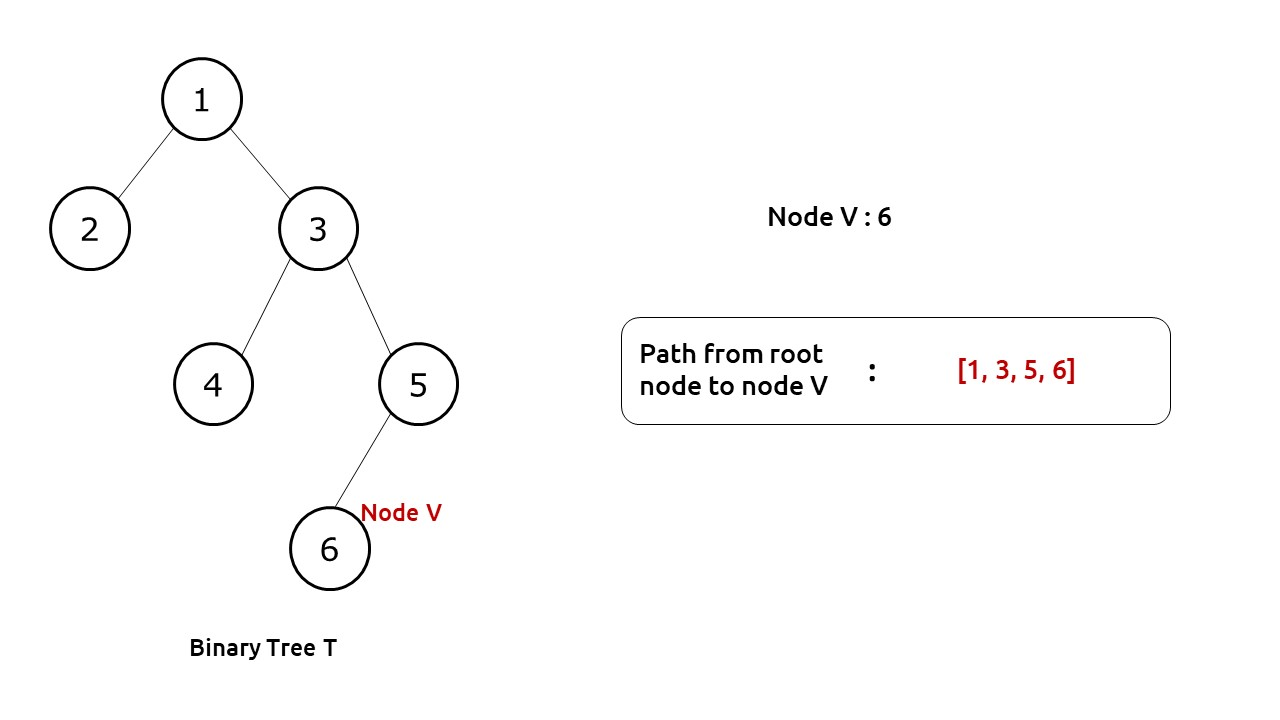 1
2
3
Node V : 6
Path from root
node to node V
:
[1, 3, 5, 6]
4
5
Node V
6
Binary Tree T